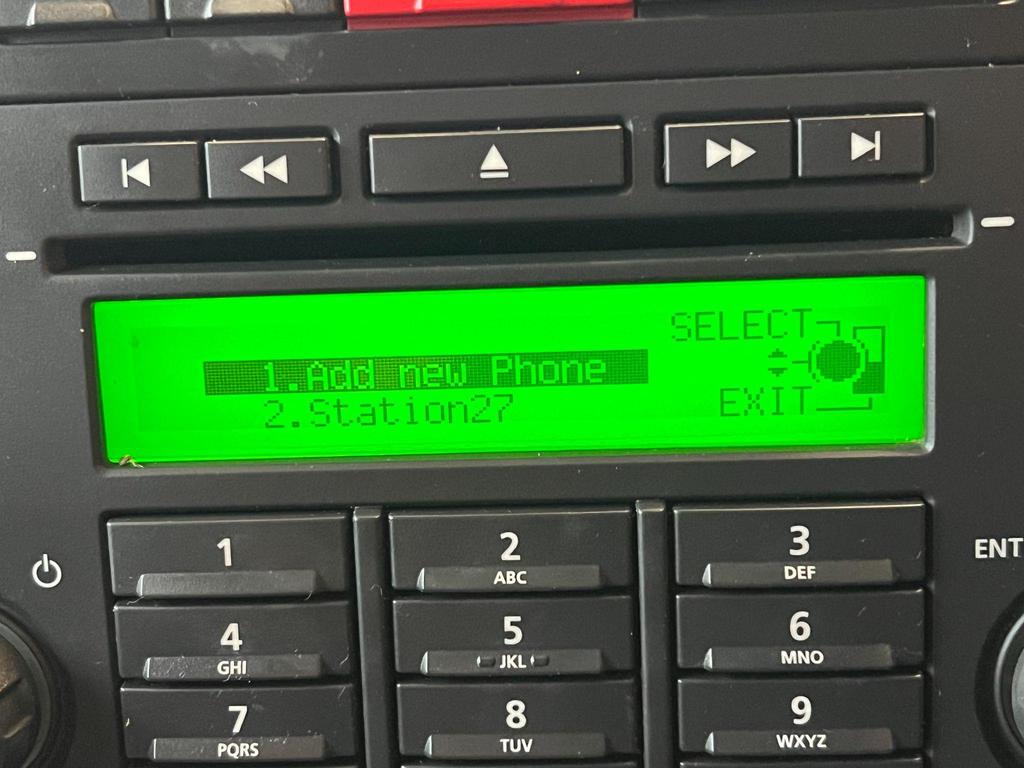 SELECT
1.Add new Phone
2.Station27
EXIT
1
2
ABC
3
DEF
ENT
4
GHI
5
JKL
6
MNO
7
PQRS
8
TUV
9
WXYZ